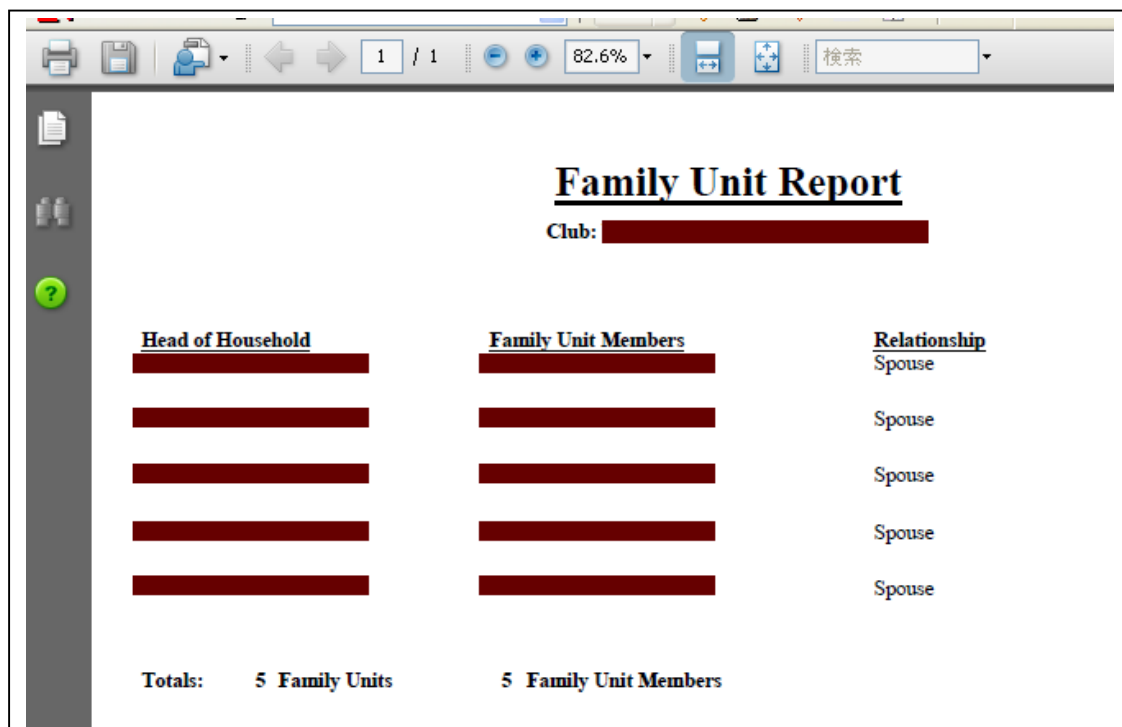 1 / 1 82.6% 検索
Family Unit Report
Club:
Head of Household Family Unit Members Relationship
Spouse
Spouse
Spouse
Spouse
Spouse
Totals: 5 Family Units 5 Family Unit Members